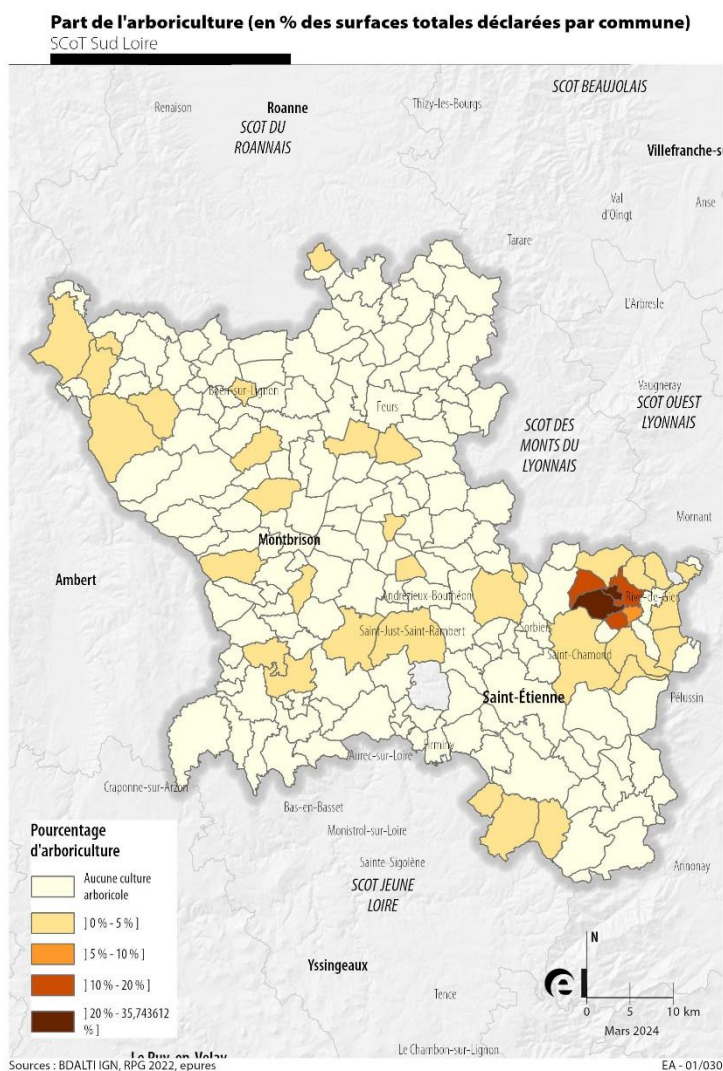 Part de l'arboriculture (en % des surfaces totales déclarées par commune)
SCoT Sud Loire
SCOT BEAUJOLAIS
Renaison
Roanne
Thizy-les-Bourgs
SCOT DU
ROANNAIS
Villefranche-s
Val
d'Oingt
Anse
Tarare
L'Arbresle
Vaugneray
Boën-sur-Lignon
Feurs
SCOT OUEST
LYONNAIS
SCOT DES
MONTS DU
LYONNAIS
Mornant
Montbrison
Ambert
Andrézieux-Bouthéon
Rive-de-Gier
Saint-Just-Saint-Rambert
Sorbiers
Saint-Chamond
Saint-Étienne
Pélussin
Firminy
Aurec-sur-Loire
Craponne-sur-Arzon
Bas-en-Basset
Monistrol-sur-Loire
Sainte-Sigolène
Annonay
SCOT JEUNE
LOIRE
Yssingeaux
Tence
Le Chambon-sur-Lignon
Le Puy-en-Velay
Pourcentage
d'arboriculture
Aucune culture
arboricole
] 0 % - 5 % ]
] 5 % - 10 % ]
] 10 % - 20 % ]
] 20 % - 35,743612
% ]
N
0 5 10 km
Mars 2024
Sources : BDALTI IGN, RPG 2022, epures
EA - 01/030